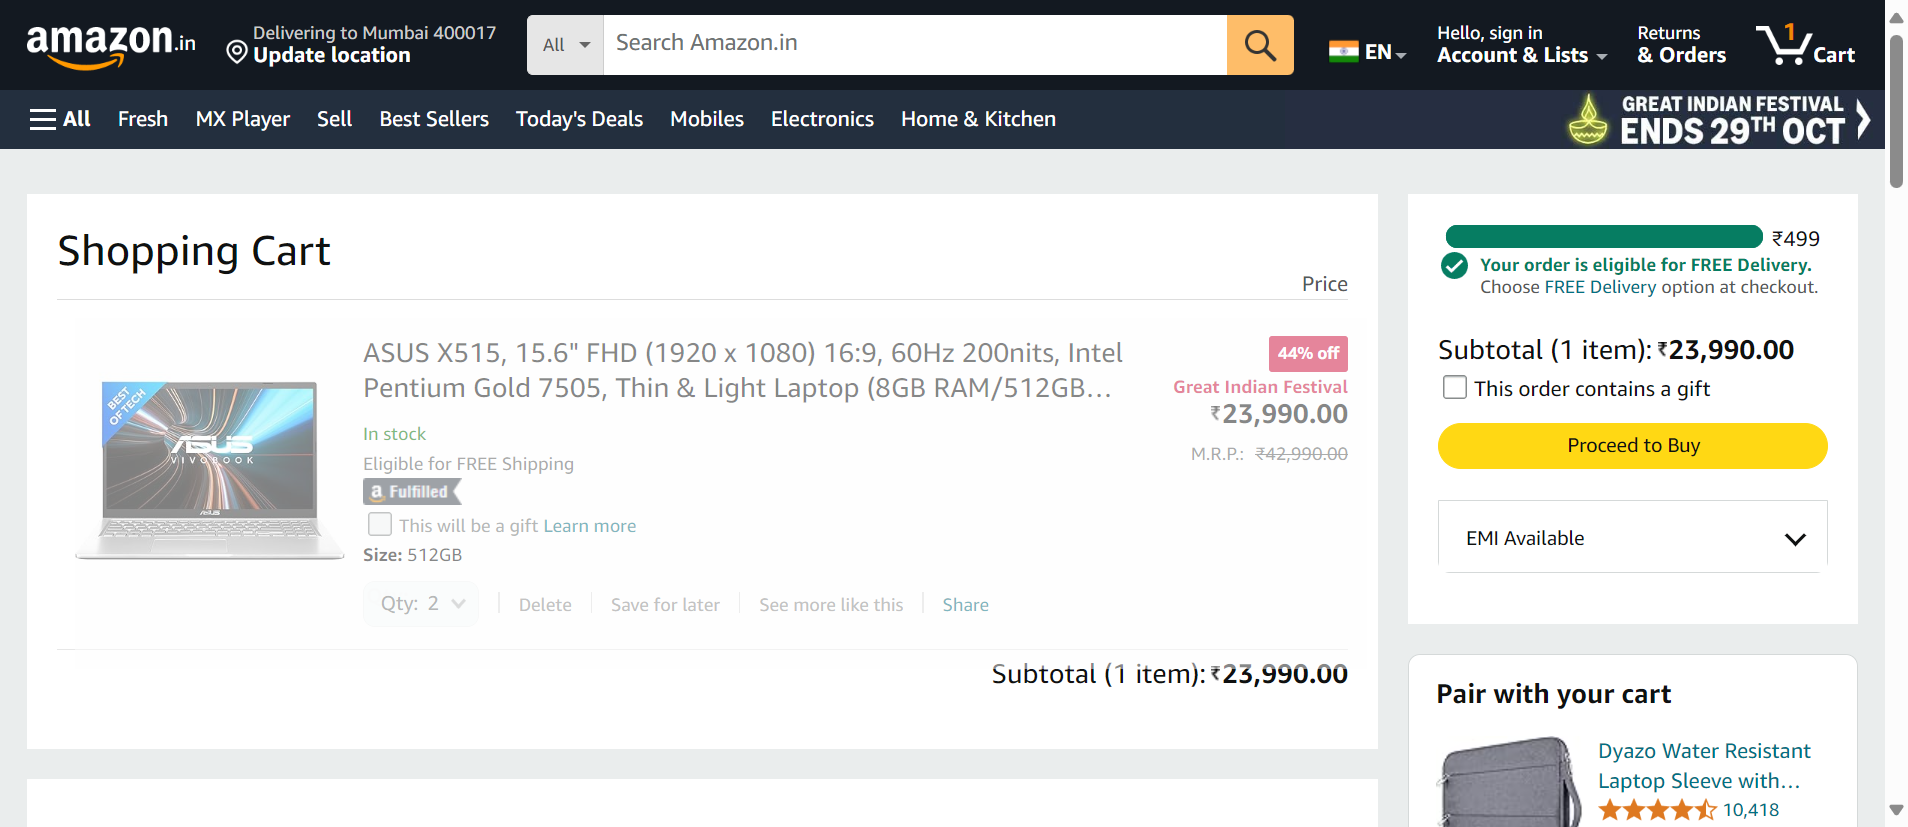 amazon.in
Delivering to Mumbai 400017
Update location
All
Search Amazon.in
EN
Hello, sign in
Account & Lists
Returns
& Orders
1
Cart
All
Fresh
MX Player
Sell
Best Sellers
Today's Deals
Mobiles
Electronics
Home & Kitchen
GREAT INDIAN FESTIVAL
ENDS 29TH OCT
Shopping Cart
Price
BEST
OF TECH
ASUS
VIVOBOOK
ASUS
ASUS X515, 15.6" FHD (1920 x 1080) 16:9, 60Hz 200nits, Intel
Pentium Gold 7505, Thin & Light Laptop (8GB RAM/512GB…
In stock
Eligible for FREE Shipping
a Fulfilled
This will be a gift Learn more
Size: 512GB
Qty: 2
Delete
Save for later
See more like this
Share
44% off
Great Indian Festival
₹23,990.00
M.R.P.: ₹42,990.00
Subtotal (1 item): ₹23,990.00
₹499
Your order is eligible for FREE Delivery.
Choose FREE Delivery option at checkout.
Subtotal (1 item): ₹23,990.00
This order contains a gift
Proceed to Buy
EMI Available
Pair with your cart
Dyazo Water Resistant
Laptop Sleeve with…
10,418